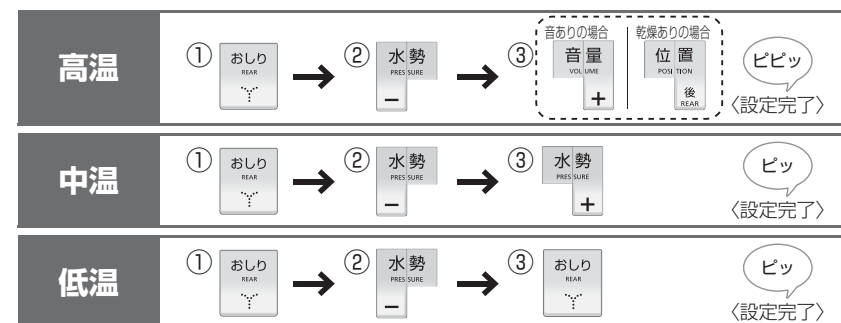 高温
① おしり REAR
② 水勢 PRESSURE −
③
音ありの場合
音量 VOLUME +
乾燥ありの場合
位置 POSITION 後 REAR
ピピッ
〈設定完了〉
中温
① おしり REAR
② 水勢 PRESSURE −
③ 水勢 PRESSURE +
ピッ
〈設定完了〉
低温
① おしり REAR
② 水勢 PRESSURE −
③ おしり REAR
ピッ
〈設定完了〉